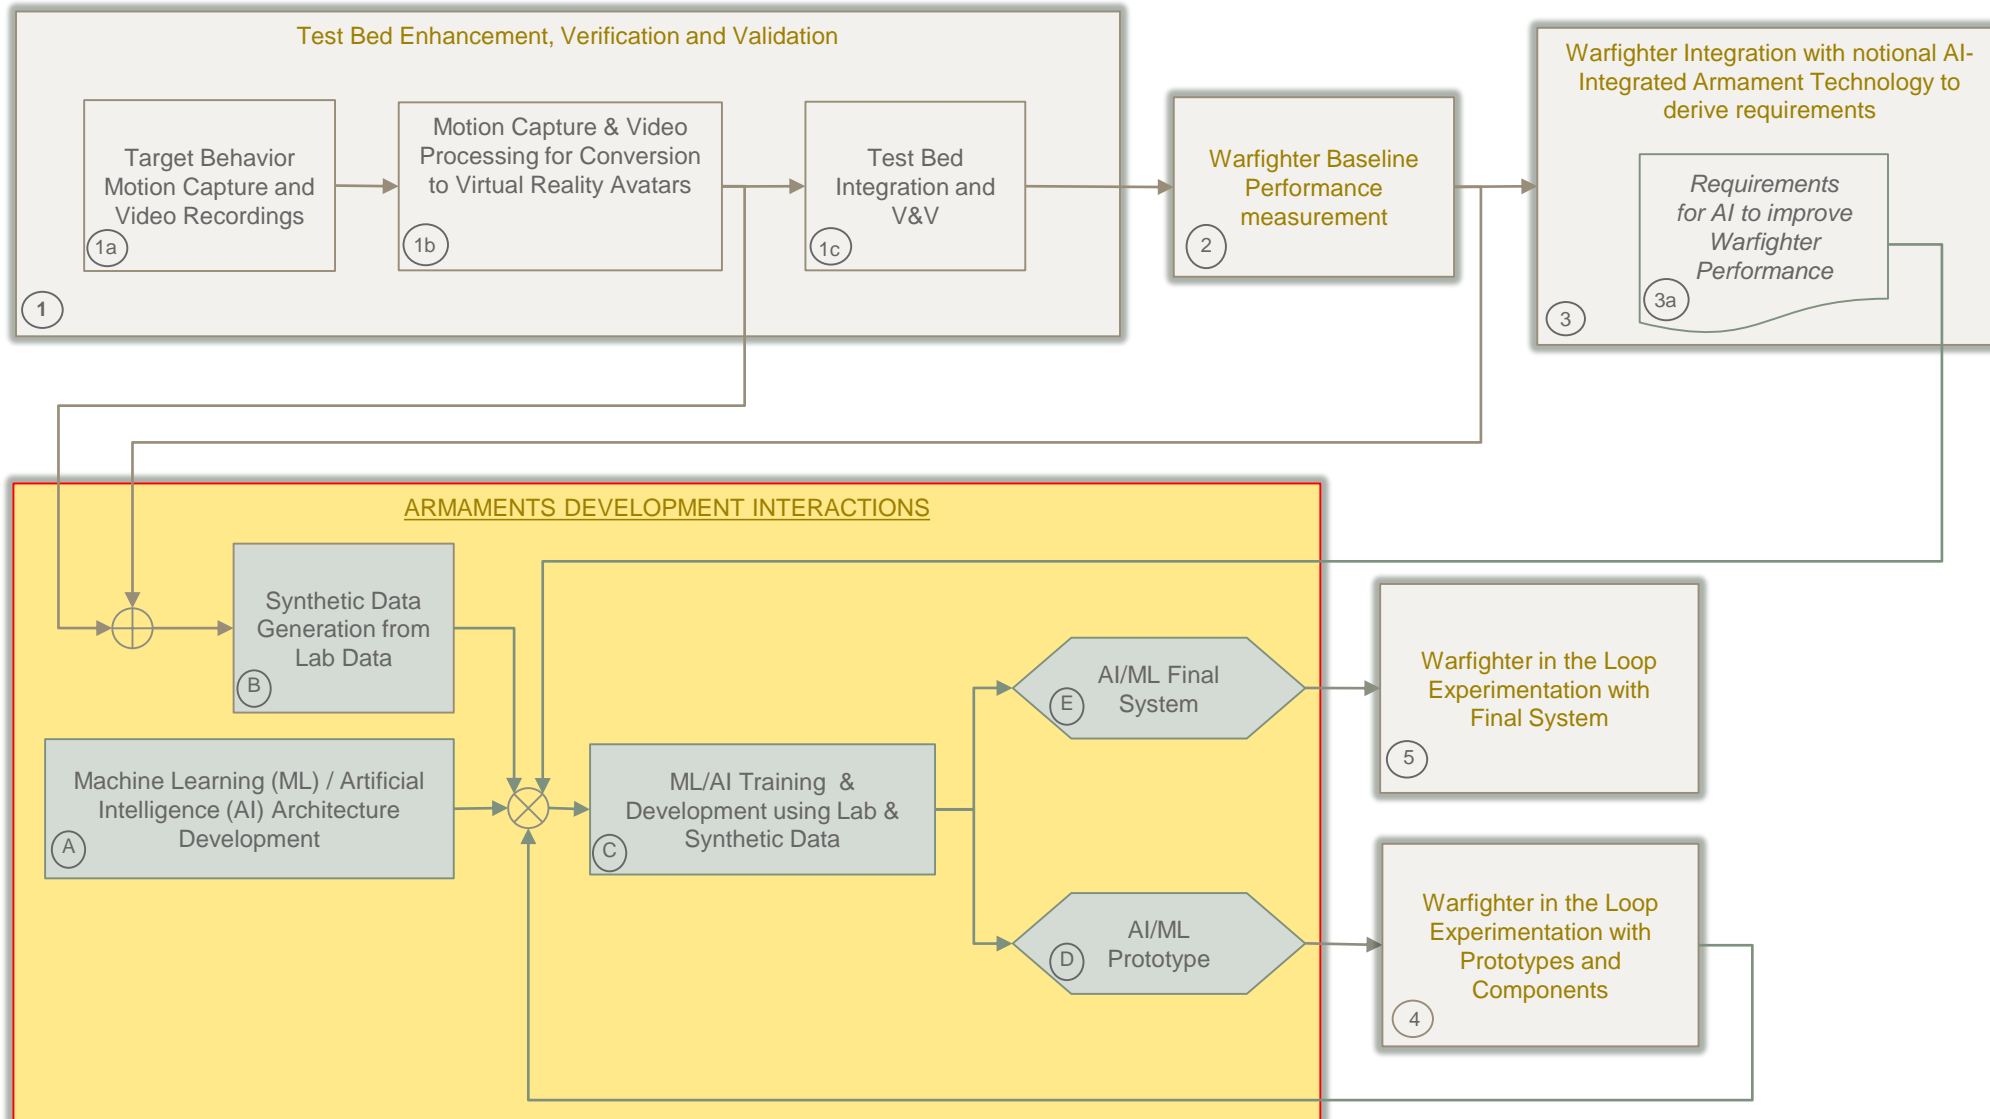 Test Bed Enhancement, Verification and Validation
Target Behavior
Motion Capture and
Video Recordings
1a
Motion Capture & Video
Processing for Conversion
to Virtual Reality Avatars
1b
Test Bed
Integration and
V&V
1c
1
Warfighter Baseline
Performance
measurement
2
Warfighter Integration with notional AI-
Integrated Armament Technology to
derive requirements
Requirements
for AI to improve
Warfighter
Performance
3a
3
ARMAMENTS DEVELOPMENT INTERACTIONS
Synthetic Data
Generation from
Lab Data
B
Machine Learning (ML) / Artificial
Intelligence (AI) Architecture
Development
A
ML/AI Training &
Development using Lab &
Synthetic Data
C
AI/ML Final
System
E
AI/ML
Prototype
D
Warfighter in the Loop
Experimentation with
Final System
5
Warfighter in the Loop
Experimentation with
Prototypes and
Components
4